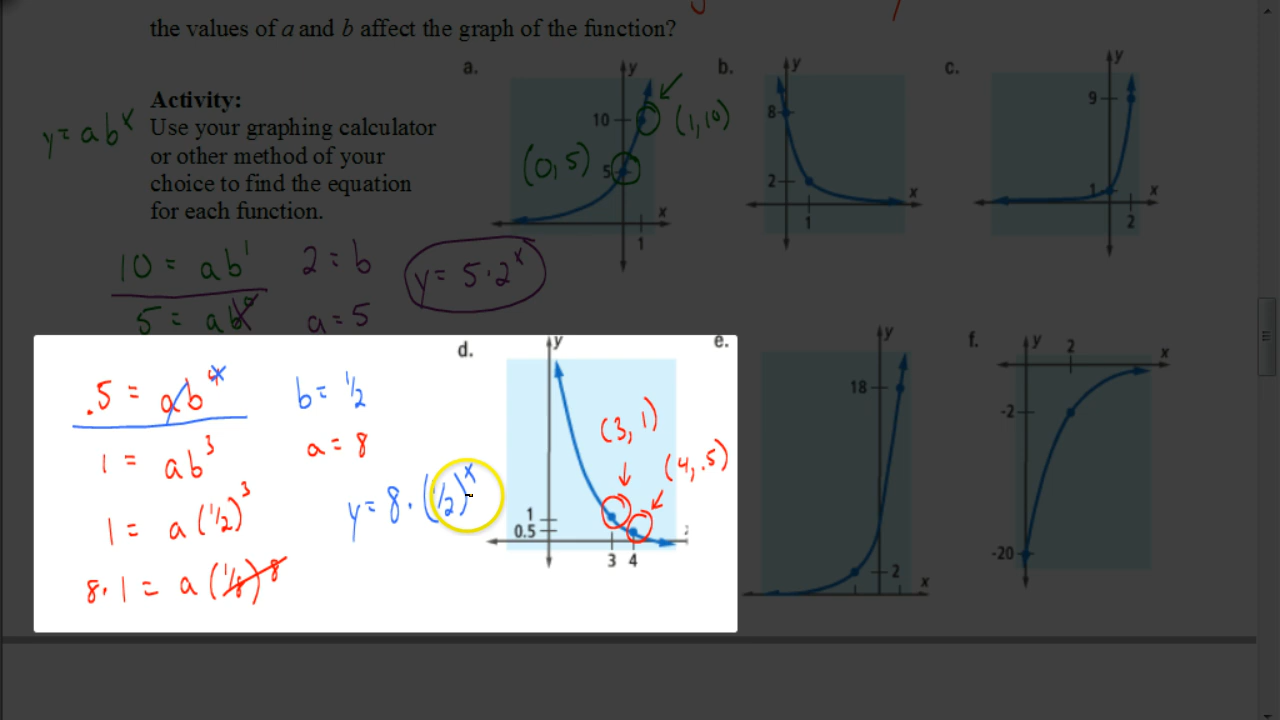 the values of a and b affect the graph of the function?
Activity:
Use your graphing calculator
or other method of your
choice to find the equation
for each function.
y = ab^x
a.
y
10
5
x
1
(0, 5)
(1, 10)
b.
y
8
2
x
1
c.
y
9
1
x
2
10 = ab^1
5 = ab^0
2 = b
a = 5
y = 5 · 2^x
d.
y
1
0.5
3 4
(3, 1)
(4, .5)
.5 = ab^4
1 = ab^3
1 = a (1/2)^3
8 · 1 = a (1/8) 8
b = 1/2
a = 8
y = 8 · (1/2)^x
e.
y
18
2
x
f.
y
2
x
-2
-20